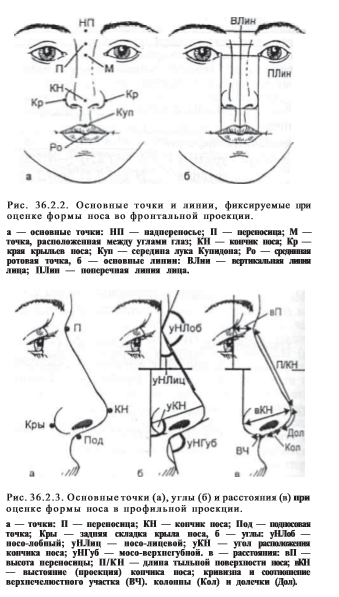 НП
ВЛин
П
М
ПЛин
КН
Кр
Кр
Куп
Ро
а
б
Рис. 36.2.2. Основные точки и линии, фиксируемые при
оценке формы носа во фронтальной проекции.
а — основные точки: НП — надпереносье; П — переносица; М —
точка, расположенная между углами глаз; КН — кончик носа; Кр —
края крыльев носа; Куп — середина лука Купидона; Ро — срединная
ротовая точка, б — основные линии: ВЛин — вертикальная линия
лица; ПЛин — поперечная линия лица.
П
КН
Кры
Под
а
уНЛоб
уНЛиц
уКН
уНГуб
б
вП
П/КН
вКН
Дол
Кол
ВЧ
в
Рис. 36.2.3. Основные точки (а), углы (б) и расстояния (в) при
оценке формы носа в профильной проекции.
а — точки: П — переносица; КН — кончик носа; Под — подносовая
точка; Кры — задняя складка крыла носа, б — углы: уНЛоб —
носо-лобный; уНЛиц — носо-лицевой; уКН — угол расположения
кончика носа; уНГуб — мосо-верхнегубной. в — расстояния: вП —
высота переносицы; П/КН — длина тыльной поверхности носа; вКН
— выстояние (проекция) кончика носа; кривизна и соотношение
верхнечелюстного участка (ВЧ). колонны (Кол) и долечки (Дол).